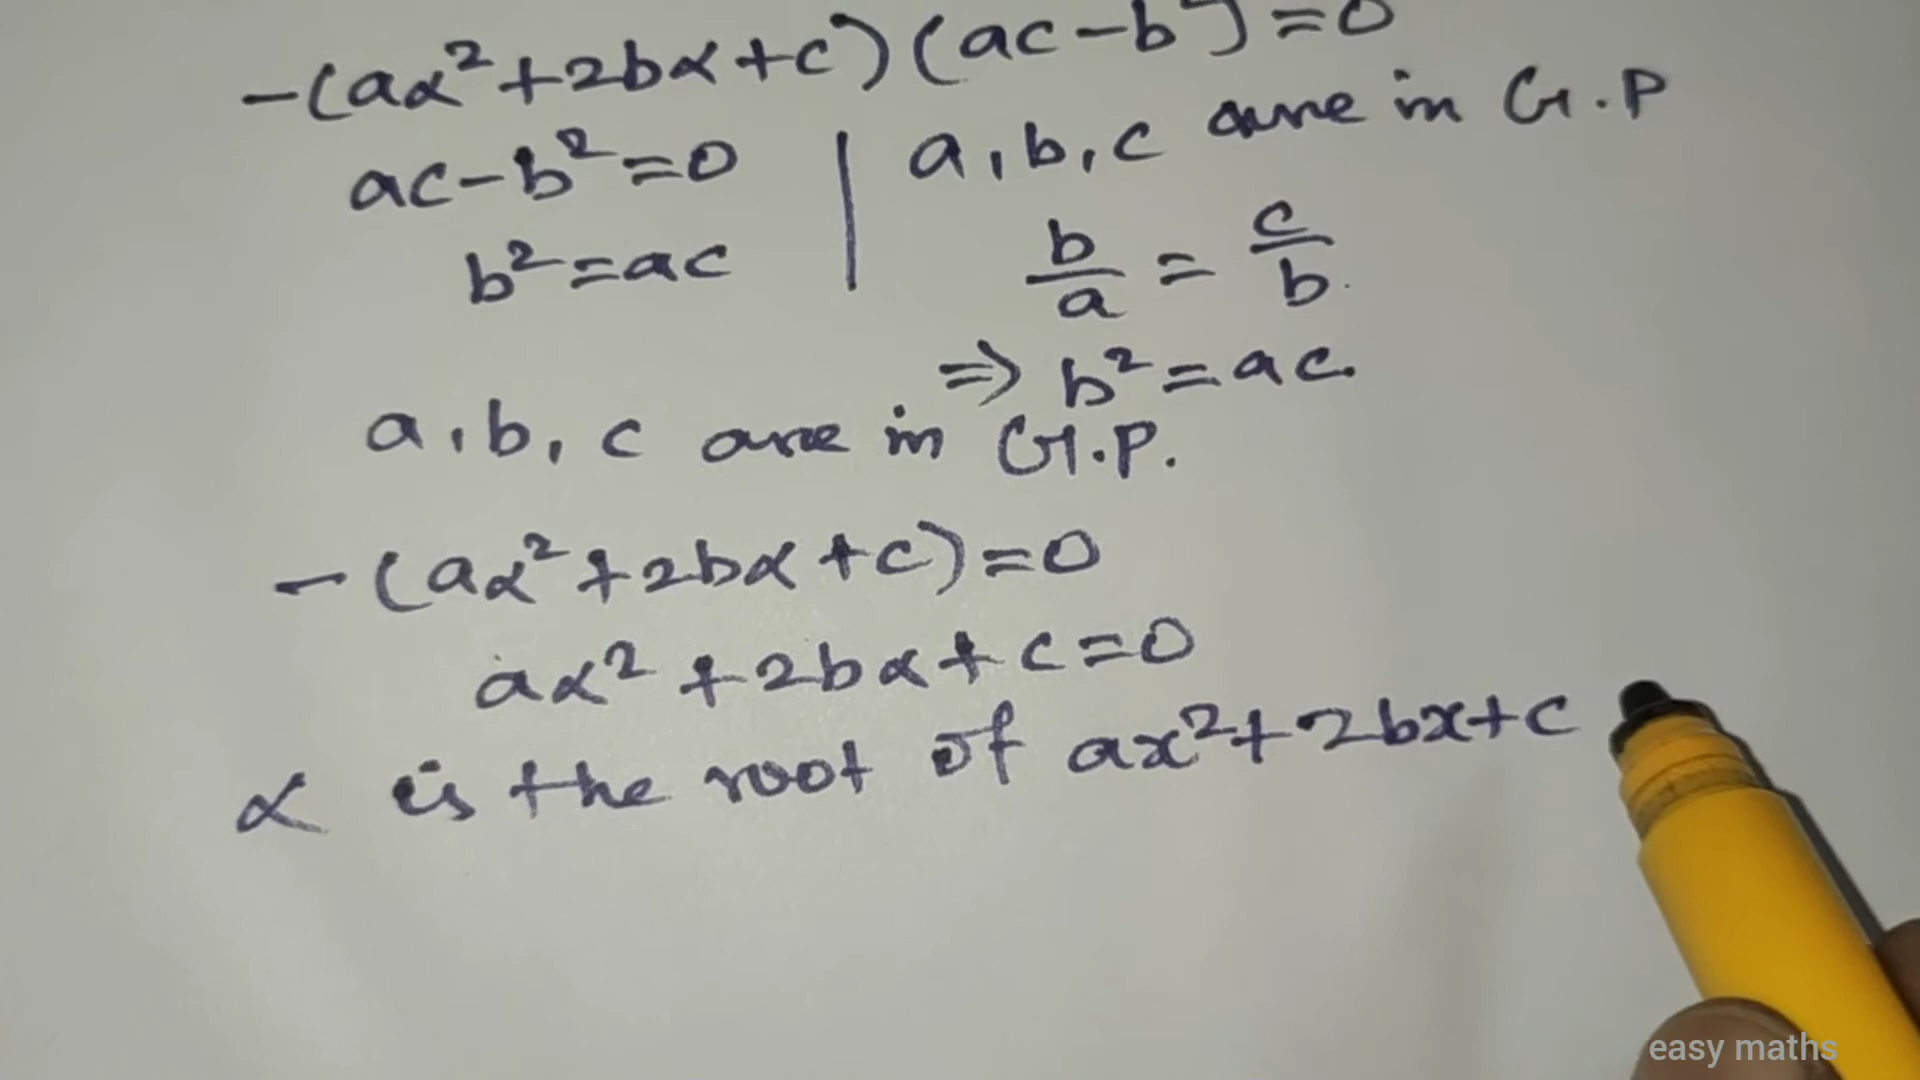 -(aα²+2bα+c)(ac-b²)=0
ac-b²=0
b²=ac
a,b,c are in G.P
b/a = c/b.
⇒ b²=ac.
a,b,c are in G.P.
-(aα²+2bα+c)=0
aα²+2bα+c=0
α is the root of ax²+2bx+c
easy maths